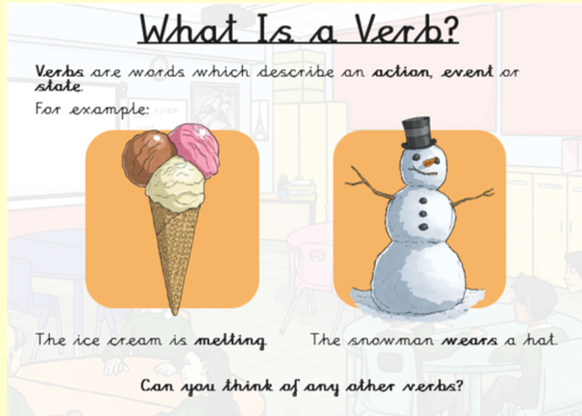 What Is a Verb?
Verbs are words which describe an action, event or
state.
For example:
The ice cream is melting.
The snowman wears a hat.
Can you think of any other verbs?